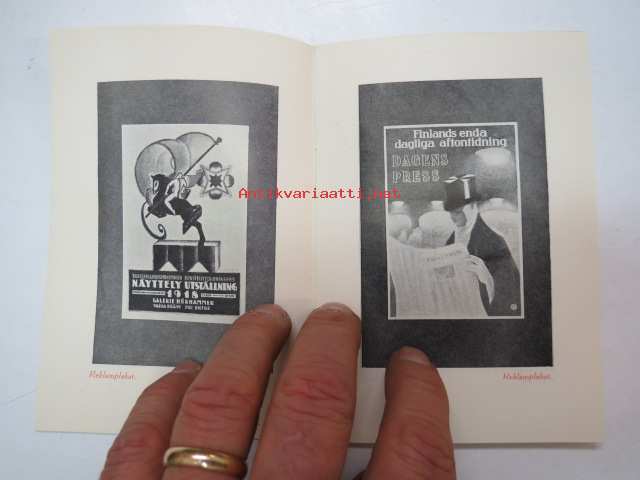 NÄYTTELY UTSTÄLLNING
1918
GALERIE HÖRHAMMER
Reklamplakat.
Finlands enda
dagliga aftontidning
DAGENS
PRESS
Reklamplakat.
Antikvariaatti.net